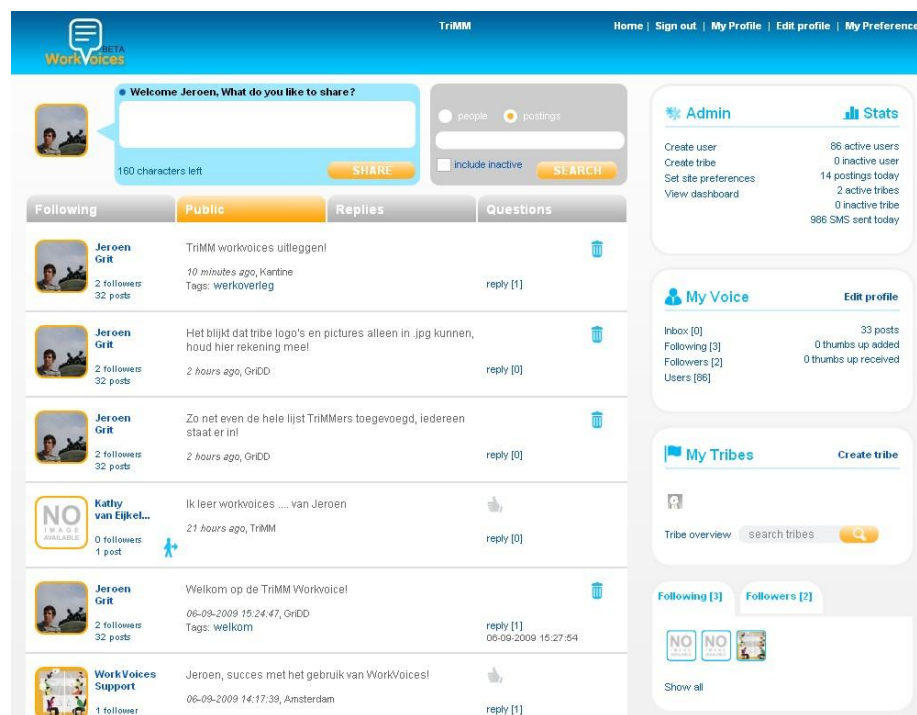 TriMM
Home | Sign out | My Profile | Edit profile | My Preference
BETA
WorkVoices
Welcome Jeroen, What do you like to share?
160 characters left
SHARE
people
postings
include inactive
SEARCH
Following
Public
Replies
Questions
Jeroen
Grit
2 followers
32 posts
TriMM workvoices uitleggen!
10 minutes ago, Kantine
Tags: werkoverleg
reply [1]
Jeroen
Grit
2 followers
32 posts
Het blijkt dat tribe logo's en pictures alleen in .jpg kunnen,
houd hier rekening mee!
2 hours ago, GriDD
reply [0]
Jeroen
Grit
2 followers
32 posts
Zo net even de hele lijst TriMMers toegevoegd, iedereen
staat er in!
2 hours ago, GriDD
reply [0]
NO
IMAGE
AVAILABLE
Kathy
van Eijkel...
0 followers
1 post
Ik leer workvoices .... van Jeroen
21 hours ago, TriMM
reply [0]
Jeroen
Grit
2 followers
32 posts
Welkom op de TriMM Workvoice!
06-09-2009 15:24:47, GriDD
Tags: welkom
reply [1]
06-09-2009 15:27:54
WorkVoices
Support
1 follower
Jeroen, succes met het gebruik van WorkVoices!
06-09-2009 14:17:39, Amsterdam
reply [1]
Admin
Stats
Create user
Create tribe
Set site preferences
View dashboard
86 active users
0 inactive user
14 postings today
2 active tribes
0 inactive tribe
986 SMS sent today
My Voice
Edit profile
Inbox [0]
Following [3]
Followers [2]
Users [86]
33 posts
0 thumbs up added
0 thumbs up received
My Tribes
Create tribe
Tribe overview
search tribes
Following [3]
Followers [2]
NO
IMAGE
AVAILABLE
NO
IMAGE
AVAILABLE
Show all